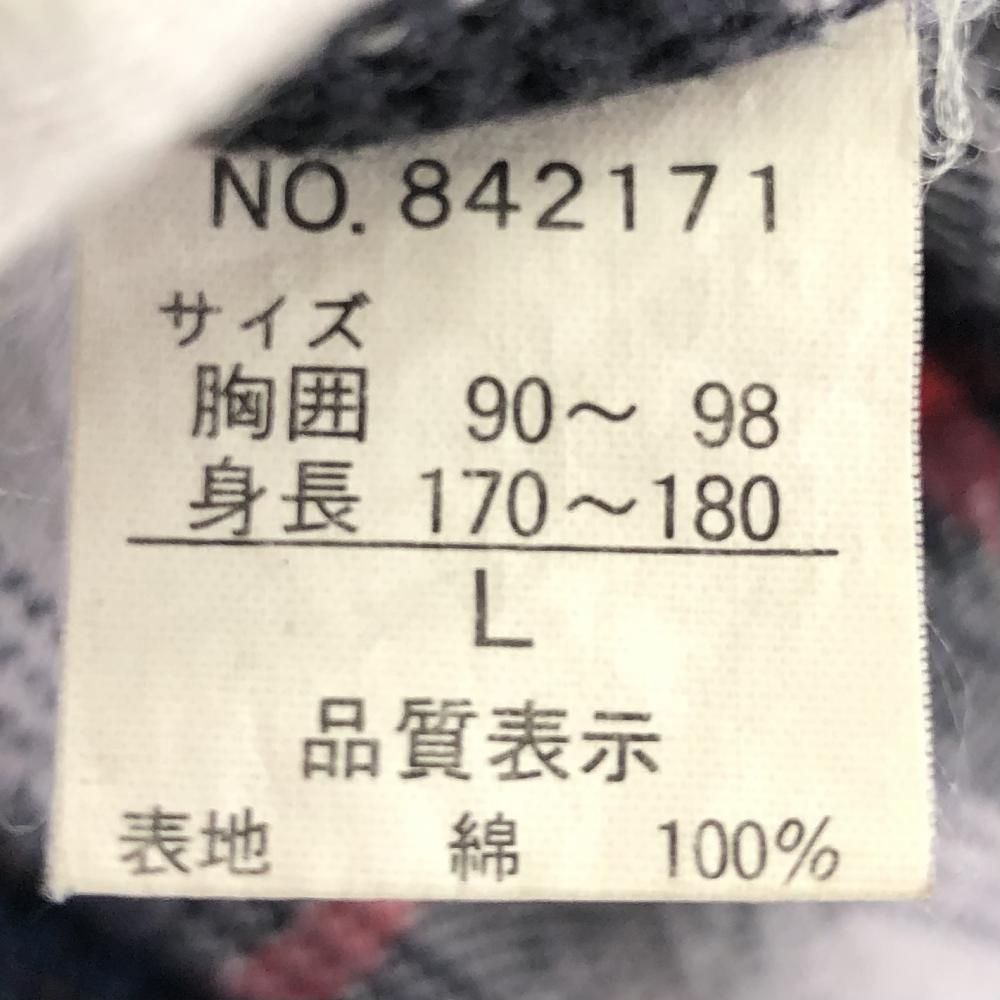 NO. 842171
サイズ
胸囲 90〜 98
身長 170〜180
L
品質表示
表地 綿 100%